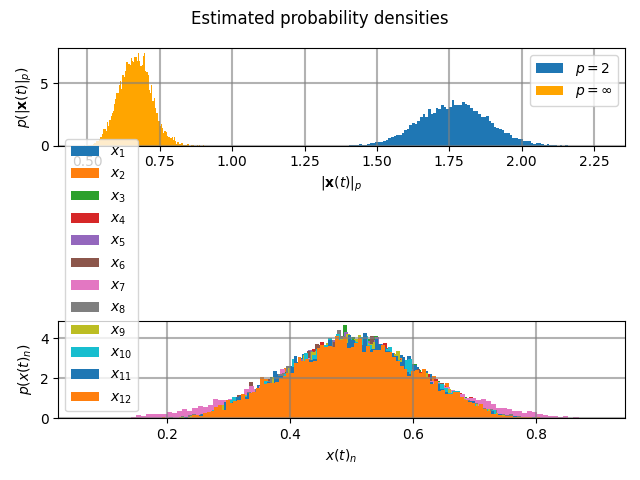 Estimated probability densities
p(|𝐱(t)|ₚ)
5
0
p = 2
p = ∞
0.50 0.75 1.00 1.25 1.50 1.75 2.00 2.25
|𝐱(t)|ₚ
x₁
x₂
x₃
x₄
x₅
x₆
x₇
x₈
x₉
x₁₀
x₁₁
x₁₂
p(x(t)ₙ)
4
2
0
0.2 0.4 0.6 0.8
x(t)ₙ